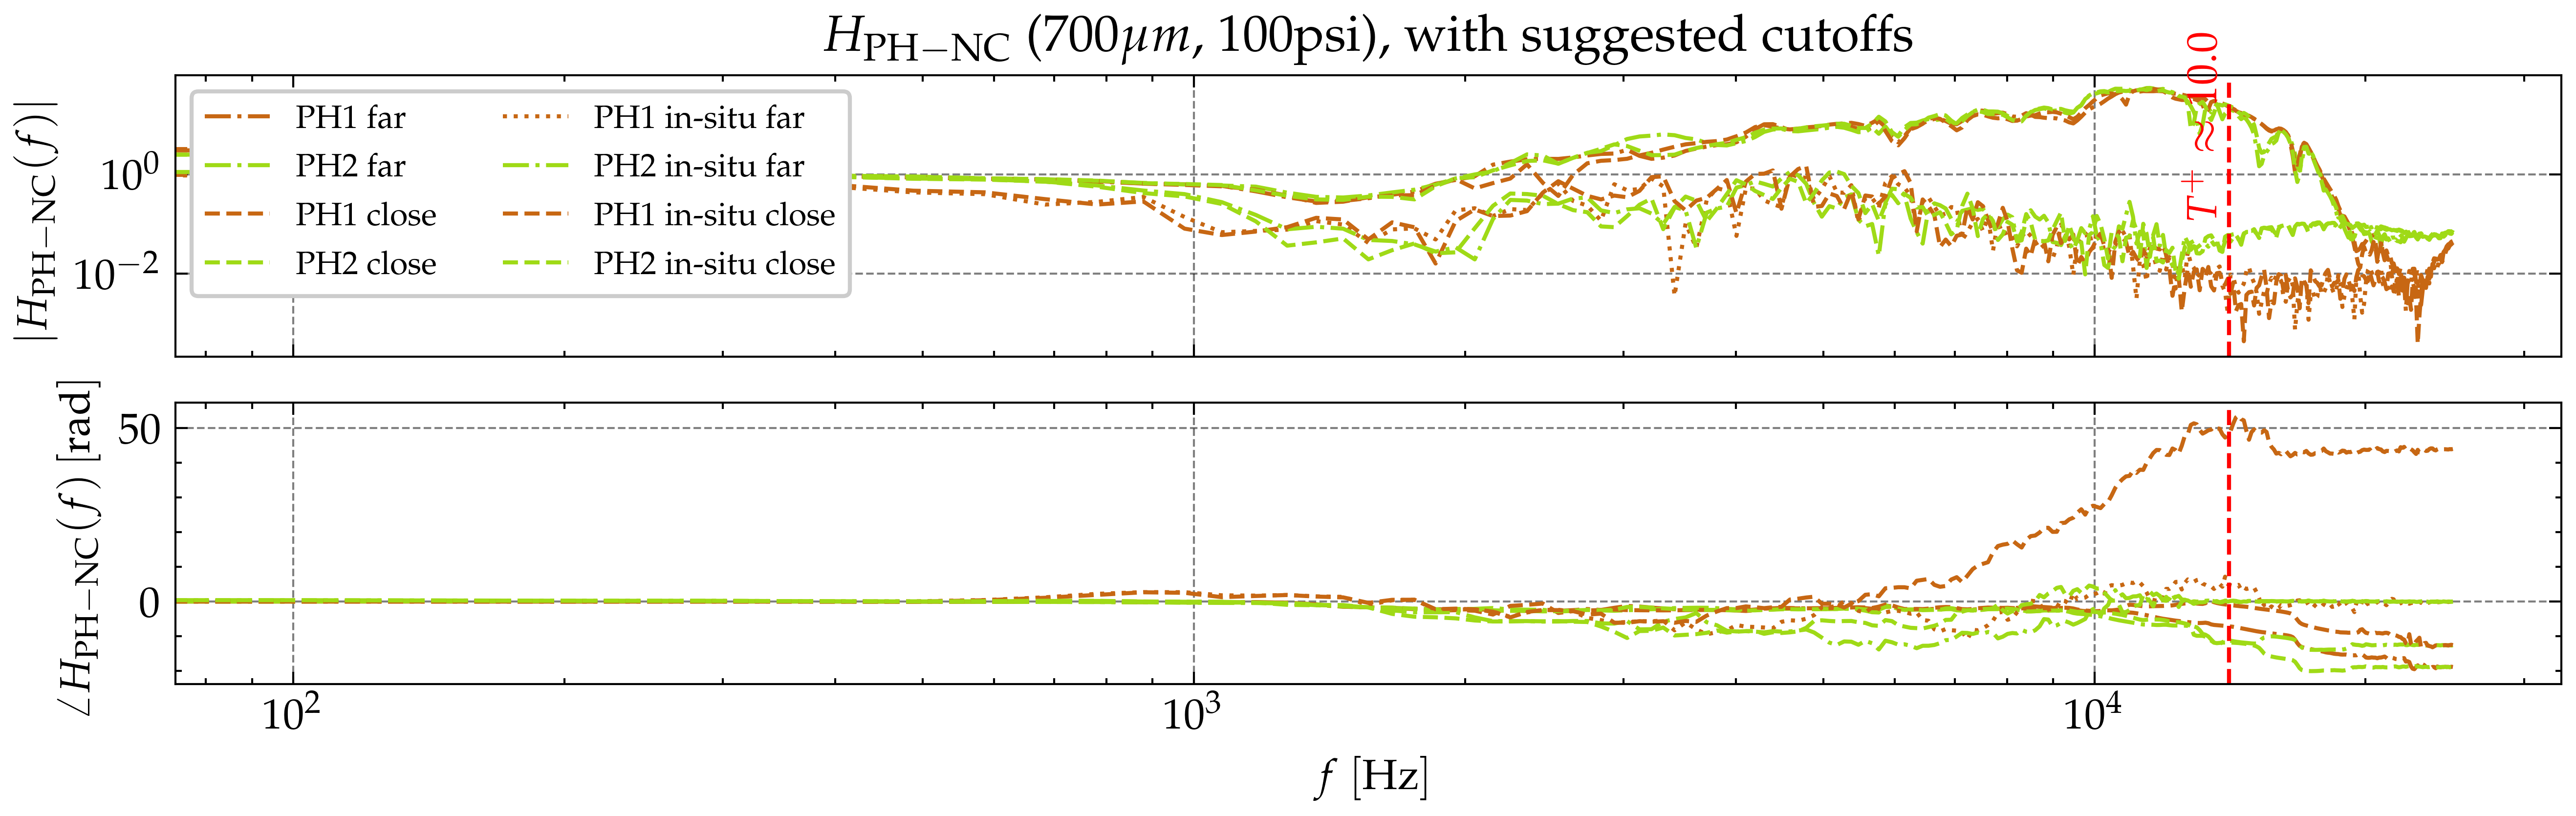 H_PH−NC (700μm, 100psi), with suggested cutoffs
|H_PH−NC(f)|
10^0
10^−2
PH1 far
PH2 far
PH1 close
PH2 close
PH1 in-situ far
PH2 in-situ far
PH1 in-situ close
PH2 in-situ close
T^+ ≈ 10.0
∠H_PH−NC(f) [rad]
50
0
10^2
10^3
10^4
f [Hz]